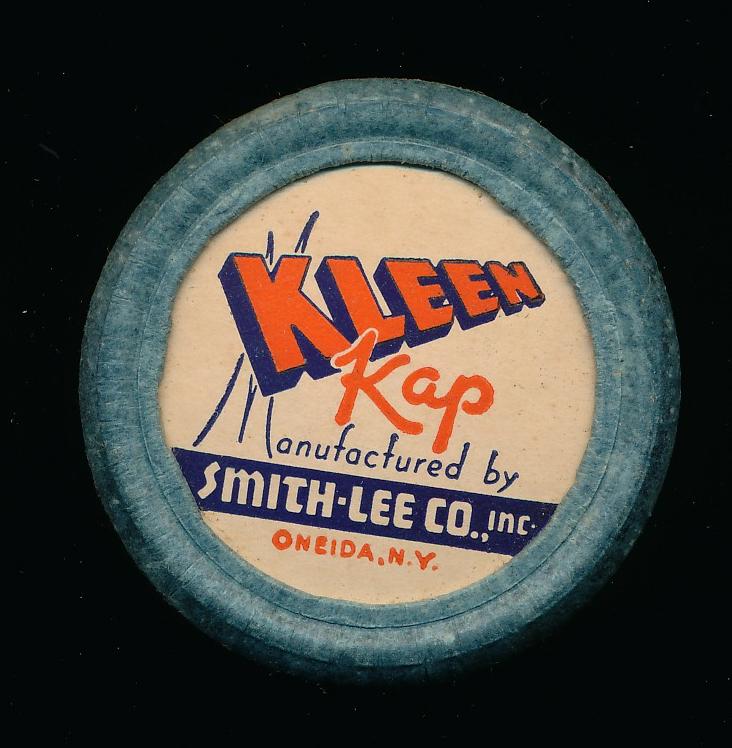 KLEEN
Kap
Manufactured by
SMITH-LEE CO., INC.
ONEIDA, N.Y.